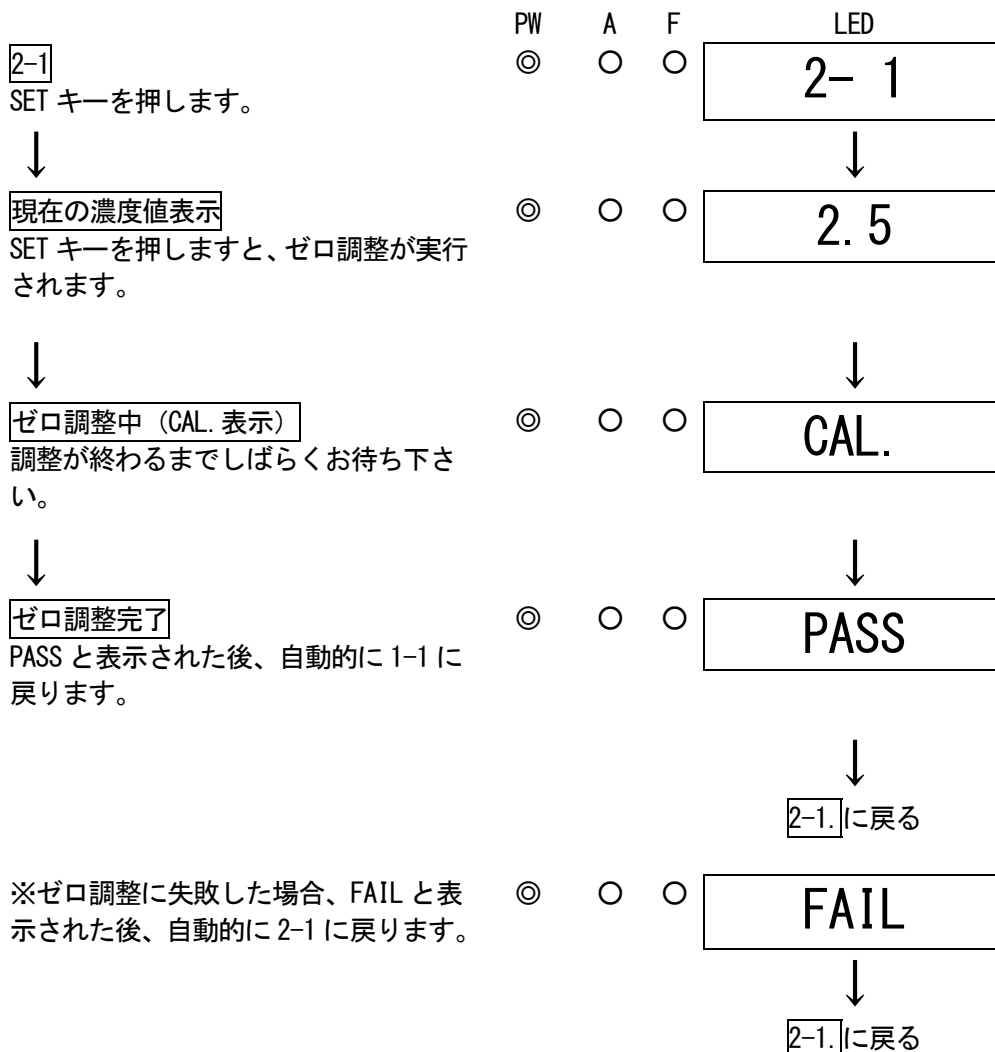 PW A F LED
2-1 ◎ ○ ○ 2- 1
SET キーを押します。
↓ ↓
現在の濃度値表示 ◎ ○ ○ 2.5
SET キーを押しますと、ゼロ調整が実行
されます。
↓ ↓
ゼロ調整中（CAL.表示） ◎ ○ ○ CAL.
調整が終わるまでしばらくお待ち下さ
い。
↓ ↓
ゼロ調整完了 ◎ ○ ○ PASS
PASS と表示された後、自動的に 1-1 に
戻ります。
↓
2-1.に戻る
※ゼロ調整に失敗した場合、FAIL と表 ◎ ○ ○ FAIL
示された後、自動的に 2-1 に戻ります。
↓
2-1.に戻る